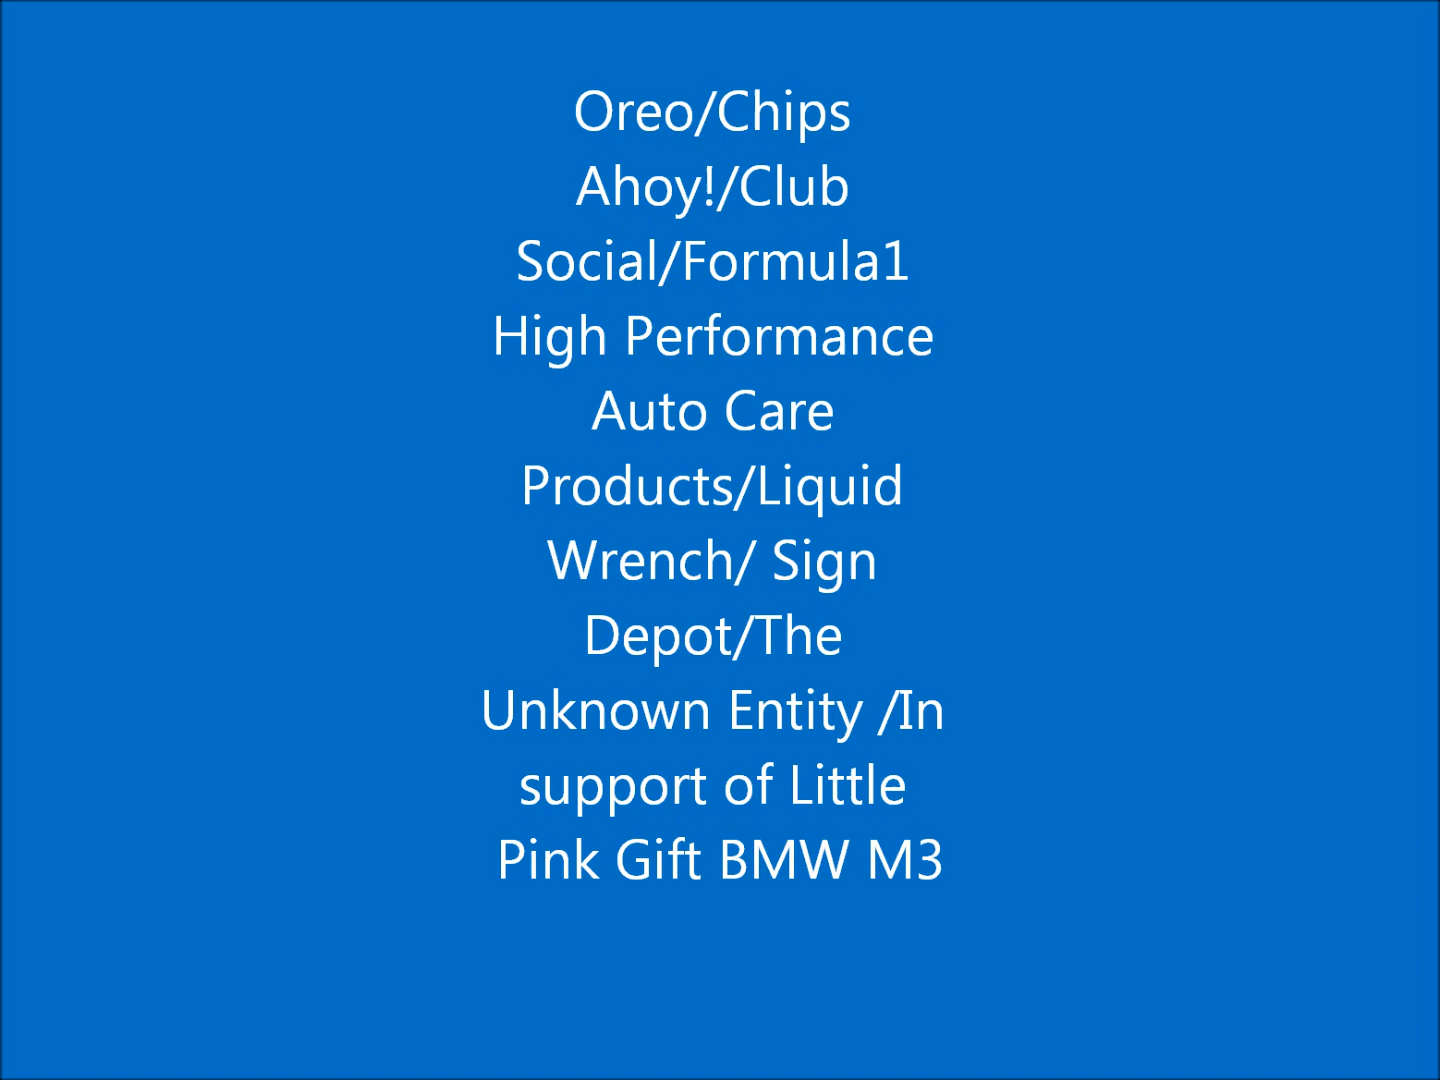 Oreo/Chips
Ahoy!/Club
Social/Formula1
High Performance
Auto Care
Products/Liquid
Wrench/ Sign
Depot/The
Unknown Entity /In
support of Little
Pink Gift BMW M3